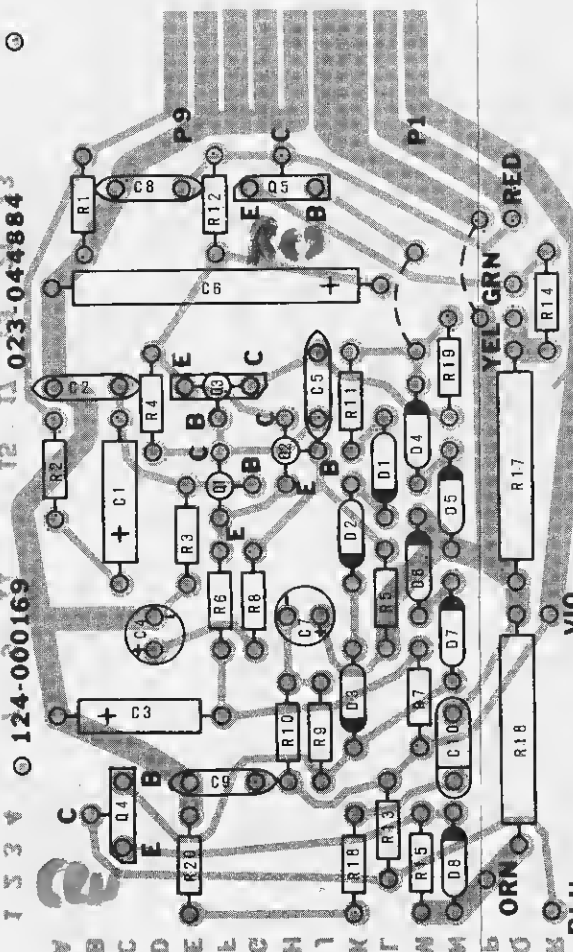 023-044884
124-000169
P9
P1
R1
C8
R12
Q5
E
C
B
C6
RED
GRN
YEL
R14
C2
R2
R4
E
Q3
C
B
C5
R11
R19
C1
C
Q1
B
E
C
Q2
B
E
R3
D1
D4
D2
D5
D6
R17
R6
R8
R5
C4
C7
D7
C3
R10
R9
D3
R7
C10
R18
VIO
C
Q4
B
E
C9
R20
R13
R15
D8
ORN